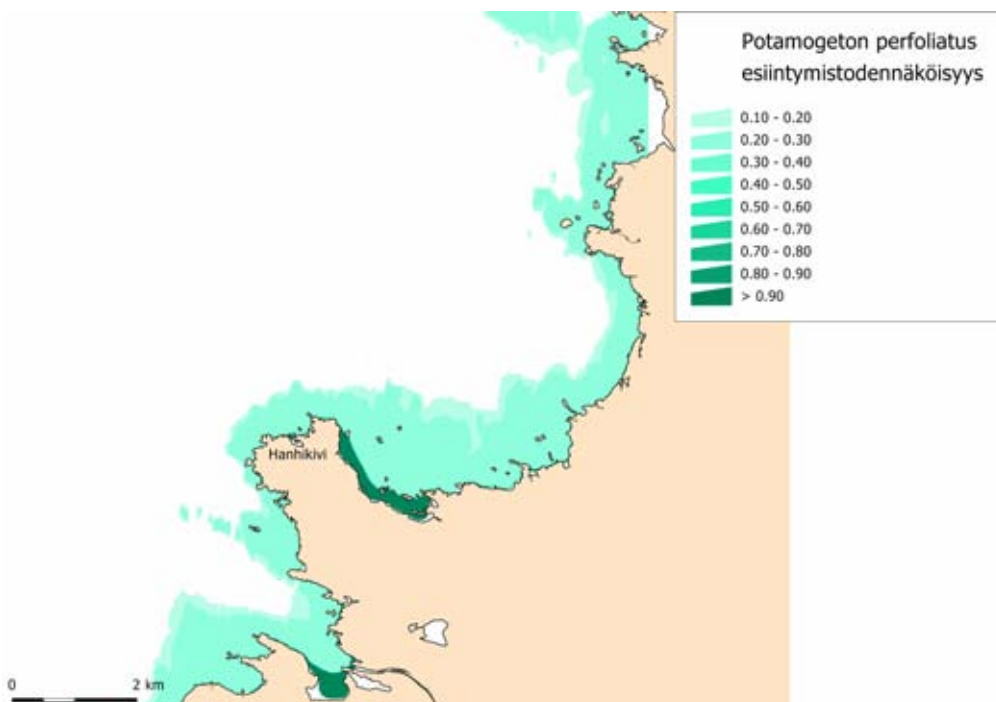 Potamogeton perfoliatus
esiintymistodennäköisyys
0.10 - 0.20
0.20 - 0.30
0.30 - 0.40
0.40 - 0.50
0.50 - 0.60
0.60 - 0.70
0.70 - 0.80
0.80 - 0.90
> 0.90
Hanhikivi
0 2 km